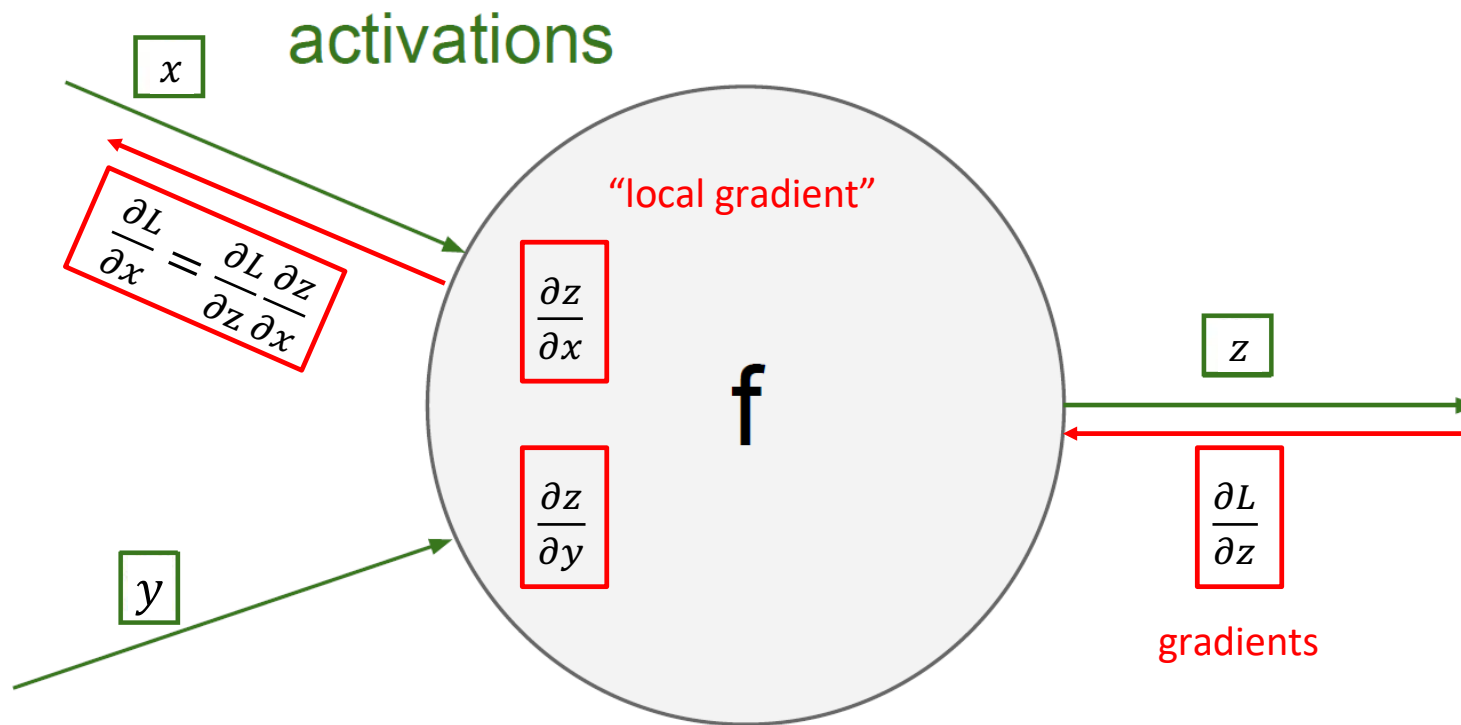 activations
x
∂L/∂x = ∂L/∂z ∂z/∂x
“local gradient”
∂z/∂x
f
z
∂z/∂y
∂L/∂z
y
gradients